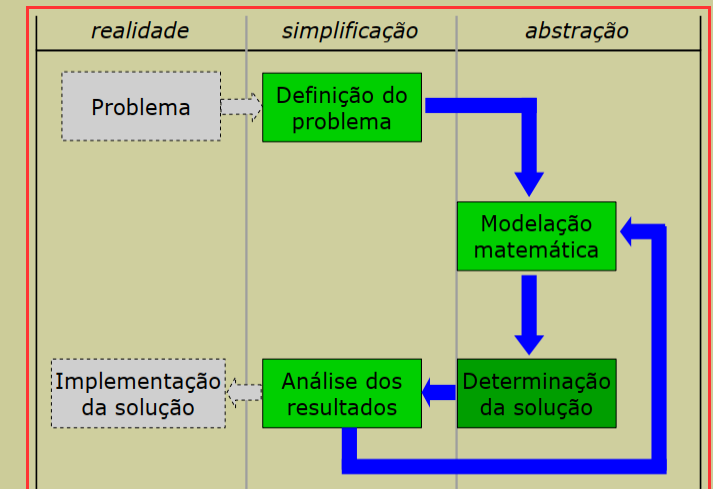 realidade
simplificação
abstração
Problema
Definição do
problema
Modelação
matemática
Implementação
da solução
Análise dos
resultados
Determinação
da solução